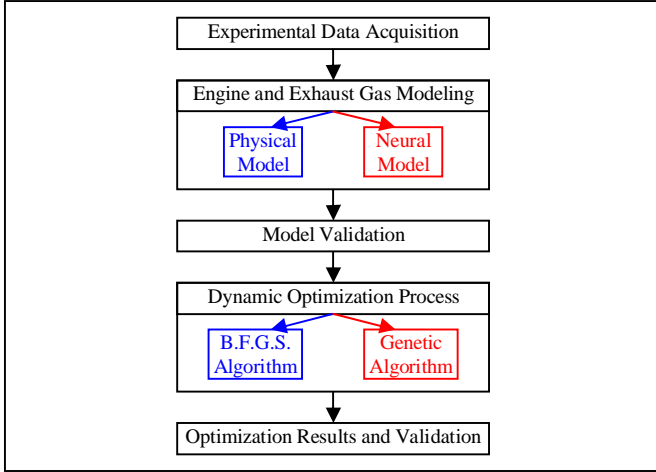 Experimental Data Acquisition
Engine and Exhaust Gas Modeling
Physical
Model
Neural
Model
Model Validation
Dynamic Optimization Process
B.F.G.S.
Algorithm
Genetic
Algorithm
Optimization Results and Validation